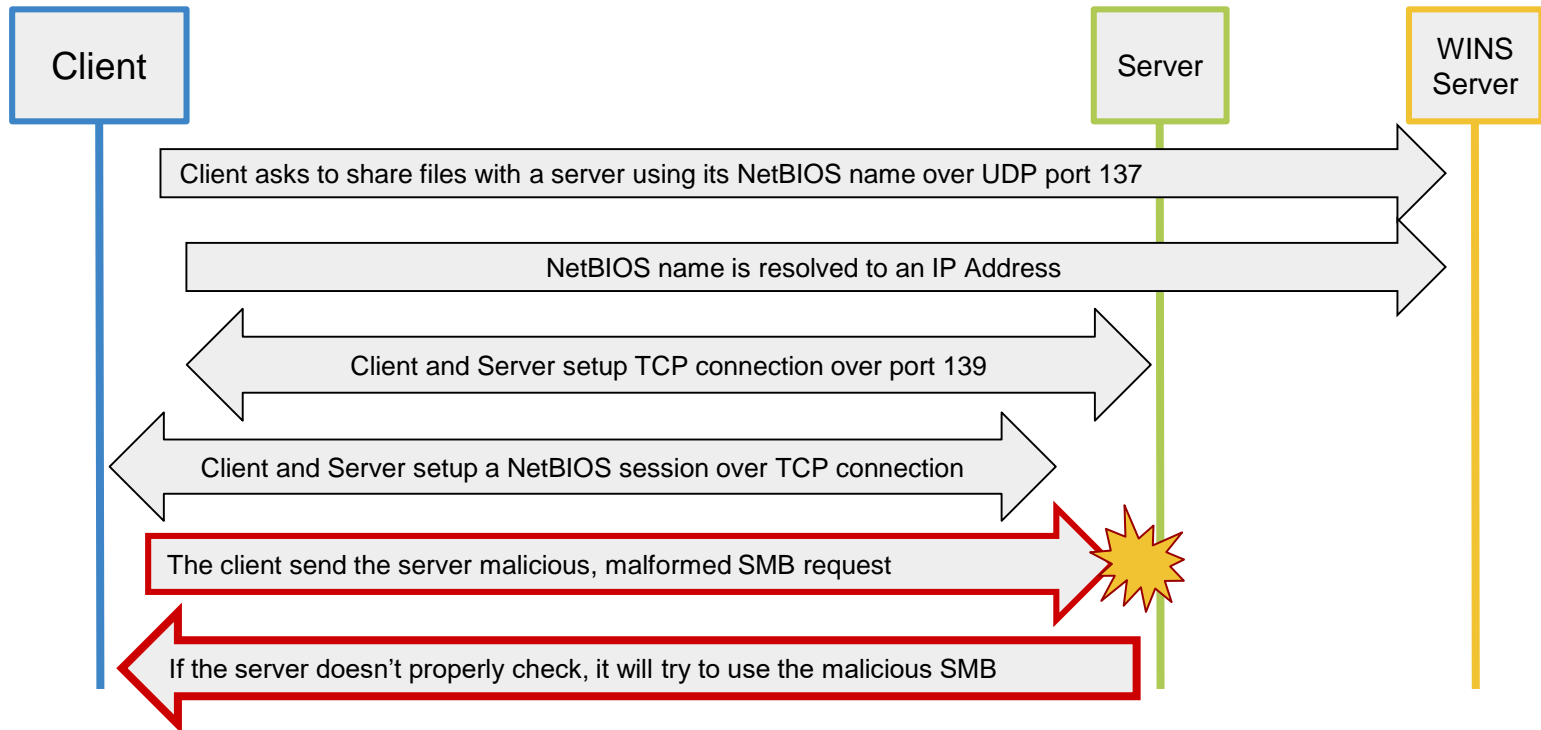 Client
Server
WINS
Server
Client asks to share files with a server using its NetBIOS name over UDP port 137
NetBIOS name is resolved to an IP Address
Client and Server setup TCP connection over port 139
Client and Server setup a NetBIOS session over TCP connection
The client send the server malicious, malformed SMB request
If the server doesn’t properly check, it will try to use the malicious SMB